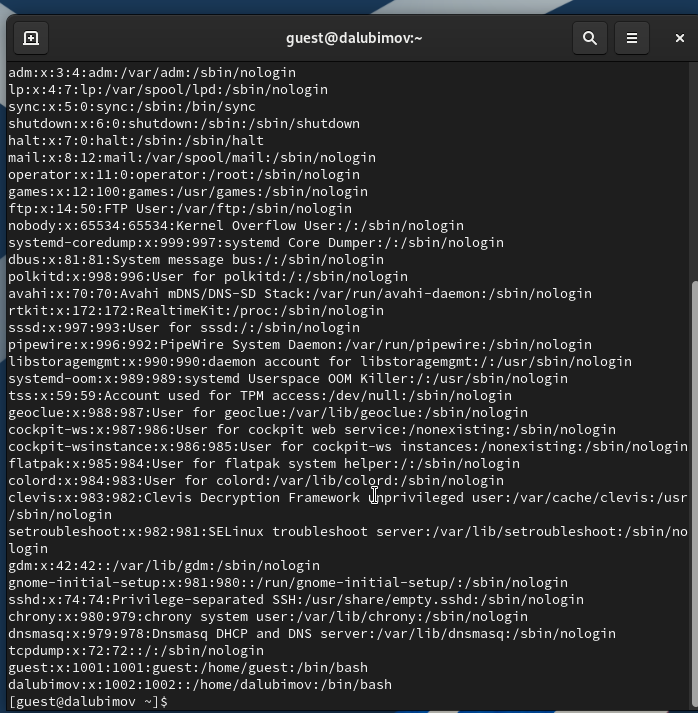 guest@dalubimov:~
adm:x:3:4:adm:/var/adm:/sbin/nologin
lp:x:4:7:lp:/var/spool/lpd:/sbin/nologin
sync:x:5:0:sync:/sbin:/bin/sync
shutdown:x:6:0:shutdown:/sbin:/sbin/shutdown
halt:x:7:0:halt:/sbin:/sbin/halt
mail:x:8:12:mail:/var/spool/mail:/sbin/nologin
operator:x:11:0:operator:/root:/sbin/nologin
games:x:12:100:games:/usr/games:/sbin/nologin
ftp:x:14:50:FTP User:/var/ftp:/sbin/nologin
nobody:x:65534:65534:Kernel Overflow User:/:/sbin/nologin
systemd-coredump:x:999:997:systemd Core Dumper:/:/sbin/nologin
dbus:x:81:81:System message bus:/:/sbin/nologin
polkitd:x:998:996:User for polkitd:/:/sbin/nologin
avahi:x:70:70:Avahi mDNS/DNS-SD Stack:/var/run/avahi-daemon:/sbin/nologin
rtkit:x:172:172:RealtimeKit:/proc:/sbin/nologin
sssd:x:997:993:User for sssd:/:/sbin/nologin
pipewire:x:996:992:PipeWire System Daemon:/var/run/pipewire:/sbin/nologin
libstoragemgmt:x:990:990:daemon account for libstoragemgmt:/:/usr/sbin/nologin
systemd-oom:x:989:989:systemd Userspace OOM Killer:/:/usr/sbin/nologin
tss:x:59:59:Account used for TPM access:/dev/null:/sbin/nologin
geoclue:x:988:987:User for geoclue:/var/lib/geoclue:/sbin/nologin
cockpit-ws:x:987:986:User for cockpit web service:/nonexisting:/sbin/nologin
cockpit-wsinstance:x:986:985:User for cockpit-ws instances:/nonexisting:/sbin/nologin
flatpak:x:985:984:User for flatpak system helper:/:/sbin/nologin
colord:x:984:983:User for colord:/var/lib/colord:/sbin/nologin
clevis:x:983:982:Clevis Decryption Framework unprivileged user:/var/cache/clevis:/usr
/sbin/nologin
setroubleshoot:x:982:981:SELinux troubleshoot server:/var/lib/setroubleshoot:/sbin/no
login
gdm:x:42:42::/var/lib/gdm:/sbin/nologin
gnome-initial-setup:x:981:980::/run/gnome-initial-setup/:/sbin/nologin
sshd:x:74:74:Privilege-separated SSH:/usr/share/empty.sshd:/sbin/nologin
chrony:x:980:979:chrony system user:/var/lib/chrony:/sbin/nologin
dnsmasq:x:979:978:Dnsmasq DHCP and DNS server:/var/lib/dnsmasq:/sbin/nologin
tcpdump:x:72:72::/:/sbin/nologin
guest:x:1001:1001:guest:/home/guest:/bin/bash
dalubimov:x:1002:1002::/home/dalubimov:/bin/bash
[guest@dalubimov ~]$